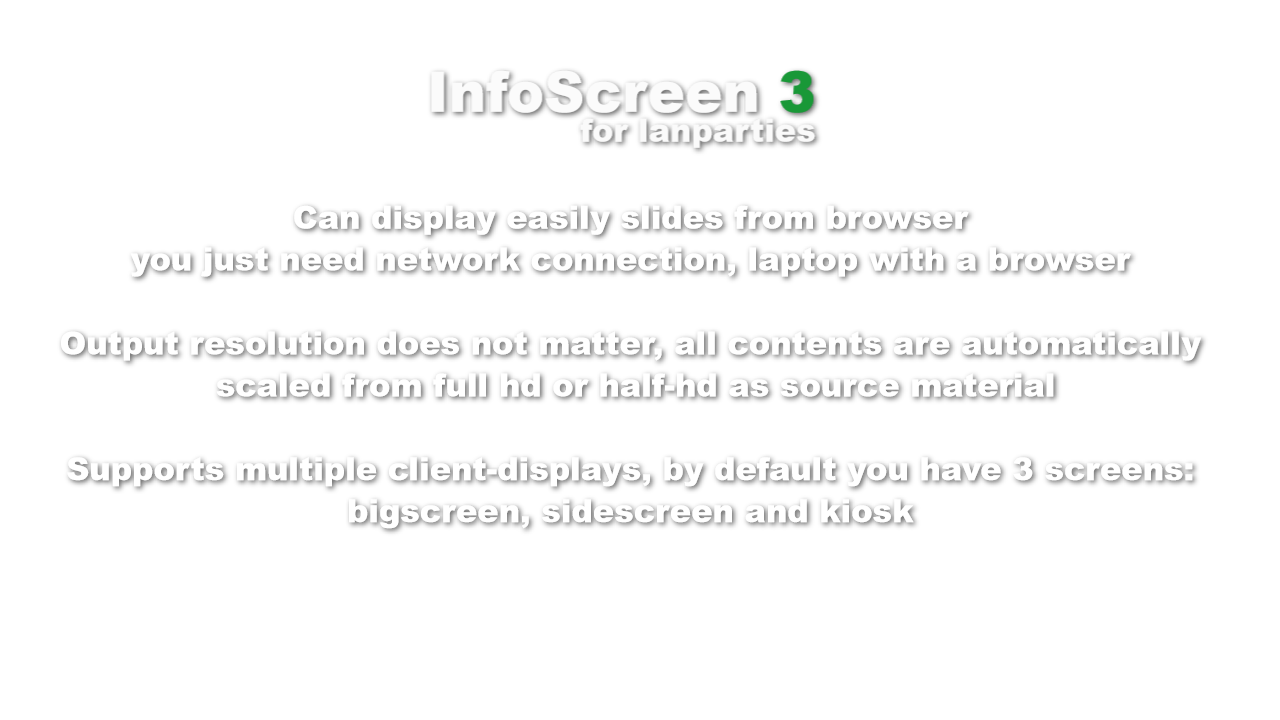 InfoScreen 3
for lanparties
Can display easily slides from browser
you just need network connection, laptop with a browser
Output resolution does not matter, all contents are automatically
scaled from full hd or half-hd as source material
Supports multiple client-displays, by default you have 3 screens:
bigscreen, sidescreen and kiosk